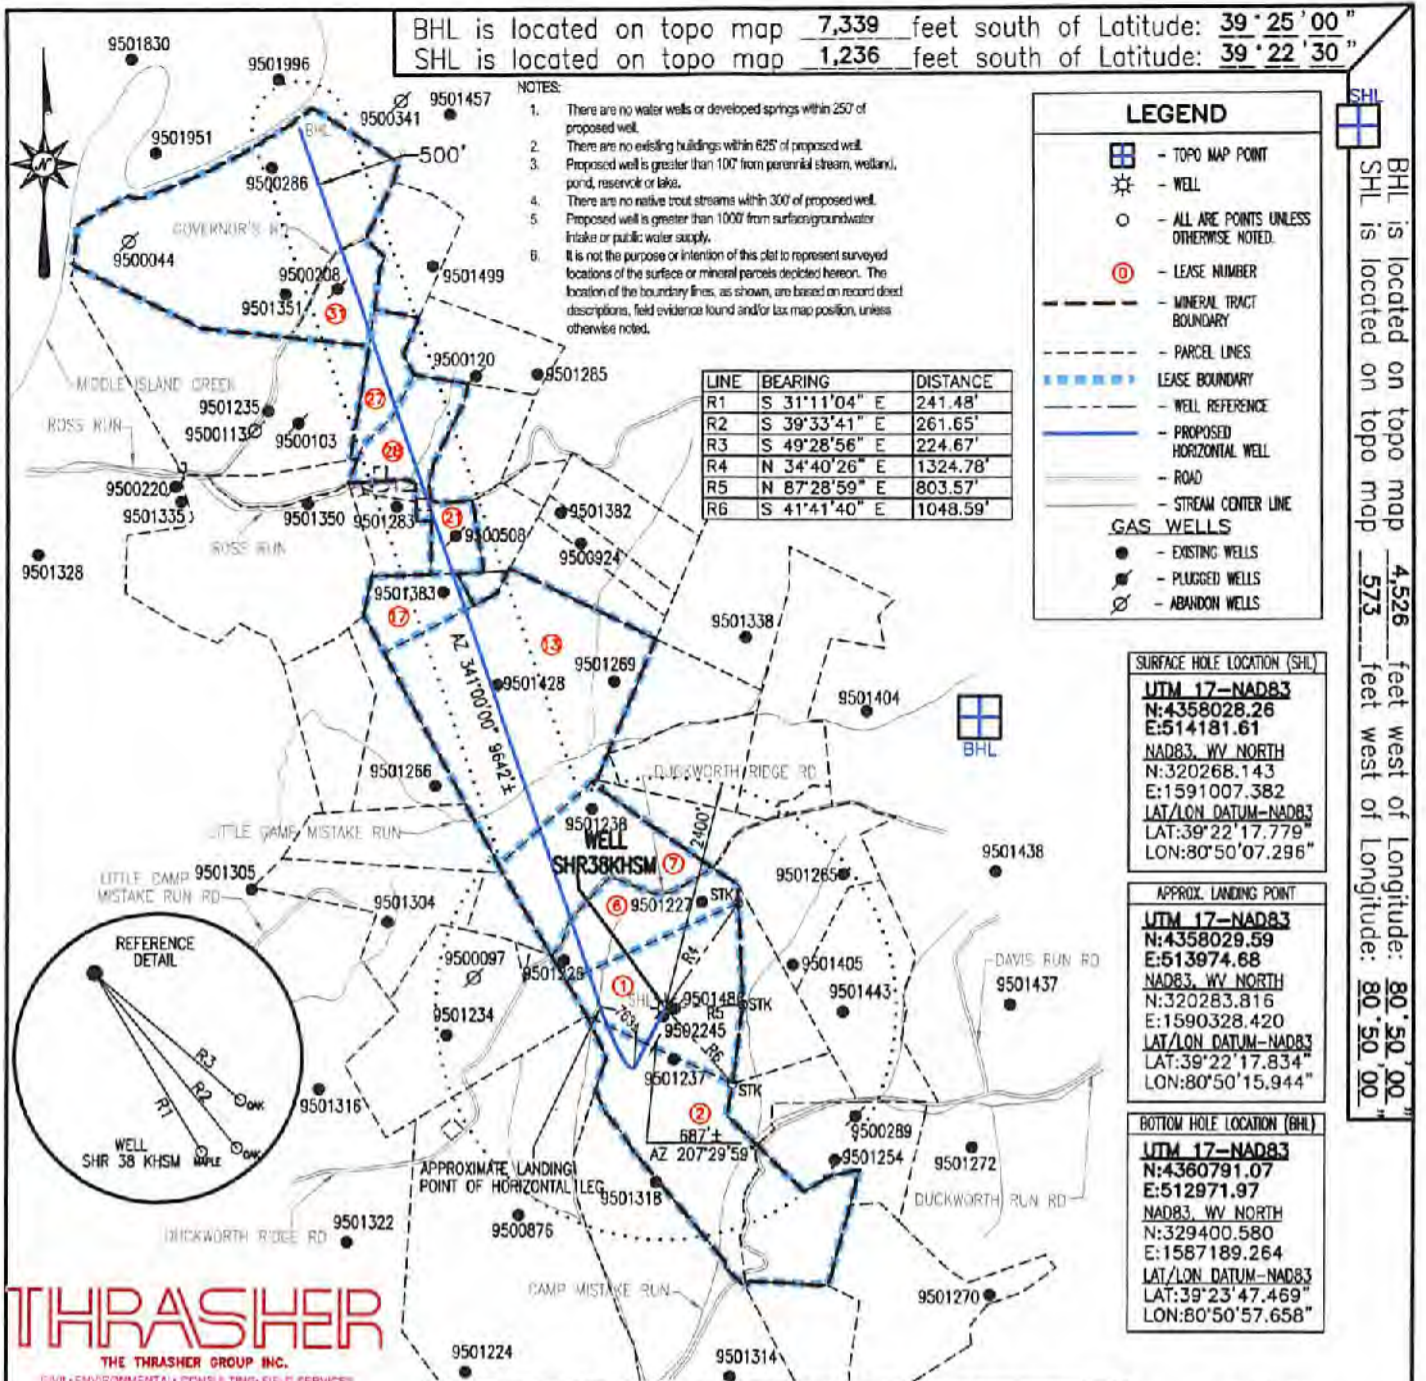 BHL is located on topo map 7,339 feet south of Latitude: 39°25'00"
SHL is located on topo map 1,236 feet south of Latitude: 39°22'30"
SHL
BHL is located on topo map 4,526 feet west of Longitude: 80°50'00"
SHL is located on topo map 573 feet west of Longitude: 80°50'00"
NOTES:
1. There are no water wells or developed springs within 250' of
proposed well.
2. There are no existing buildings within 625' of proposed well.
3. Proposed well is greater than 100' from perennial stream, wetland,
pond, reservoir or lake.
4. There are no native trout streams within 300' of proposed well.
5. Proposed well is greater than 1000' from surface/groundwater
intake or public water supply.
6. It is not the purpose or intention of this plat to represent surveyed
locations of the surface or mineral parcels depicted hereon. The
location of the boundary lines, as shown, are based on record deed
descriptions, field evidence found and/or tax map position, unless
otherwise noted.
LEGEND
- TOPO MAP POINT
- WELL
- ALL ARE POINTS UNLESS
OTHERWISE NOTED.
0 - LEASE NUMBER
- MINERAL TRACT
BOUNDARY
- PARCEL LINES
LEASE BOUNDARY
- WELL REFERENCE
- PROPOSED
HORIZONTAL WELL
- ROAD
- STREAM CENTER LINE
GAS WELLS
- EXISTING WELLS
- PLUGGED WELLS
- ABANDON WELLS
LINE BEARING DISTANCE
R1 S 31°11'04" E 241.48'
R2 S 39°33'41" E 261.65'
R3 S 49°28'56" E 224.67'
R4 N 34°40'26" E 1324.78'
R5 N 87°28'59" E 803.57'
R6 S 41°41'40" E 1048.59'
SURFACE HOLE LOCATION (SHL)
UTM 17-NAD83
N:4358028.26
E:514181.61
NAD83, WV NORTH
N:320268.143
E:1591007.382
LAT/LON DATUM-NAD83
LAT:39°22'17.779"
LON:80°50'07.296"
APPROX. LANDING POINT
UTM 17-NAD83
N:4358029.59
E:513974.68
NAD83, WV NORTH
N:320283.816
E:1590328.420
LAT/LON DATUM-NAD83
LAT:39°22'17.834"
LON:80°50'15.944"
BOTTOM HOLE LOCATION (BHL)
UTM 17-NAD83
N:4360791.07
E:512971.97
NAD83, WV NORTH
N:329400.580
E:1587189.264
LAT/LON DATUM-NAD83
LAT:39°23'47.469"
LON:80°50'57.658"
9501830
9501996
9500341
9501457
9501951
BHL
500'
N
9500286
GOVERNOR'S
9500044
9500208
9501499
9501351
31
MIDDLE ISLAND CREEK
9500120
9501285
27
9501235
ROSS RUN
9500113
9500103
28
9500220
9501335
9501350
9501283
21
9500508
9501382
ROSS RUN
9500924
9501328
9501383
17
9501338
13
AZ 341°00'00" 9642'±
9501428
9501269
9501404
BHL
9501266
DUCKWORTH RIDGE RD
LITTLE CAMP MISTAKE RUN
9501238
WELL
SHR38KHSM
7
2400'
9501438
LITTLE CAMP
MISTAKE RUN RD
9501305
9501265
9501304
6
9501227
STK
REFERENCE
DETAIL
9500097
9501226
R4
9501405
DAVIS RUN RD
1
SHL
9501486
R5
STK
9501443
9501437
9501234
703'±
9502245
R3
R2
R1
OAK
OAK
MAPLE
WELL
SHR 38 KHSM
R6
9501237
STK
9501316
2
687'±
AZ 207°29'59"
9500289
9501254
9501272
APPROXIMATE LANDING
POINT OF HORIZONTAL LEG
9501318
DUCKWORTH RUN RD
9501322
9500876
DUCKWORTH RIDGE RD
CAMP MISTAKE RUN
9501270
THRASHER
THE THRASHER GROUP INC.
9501224
9501314